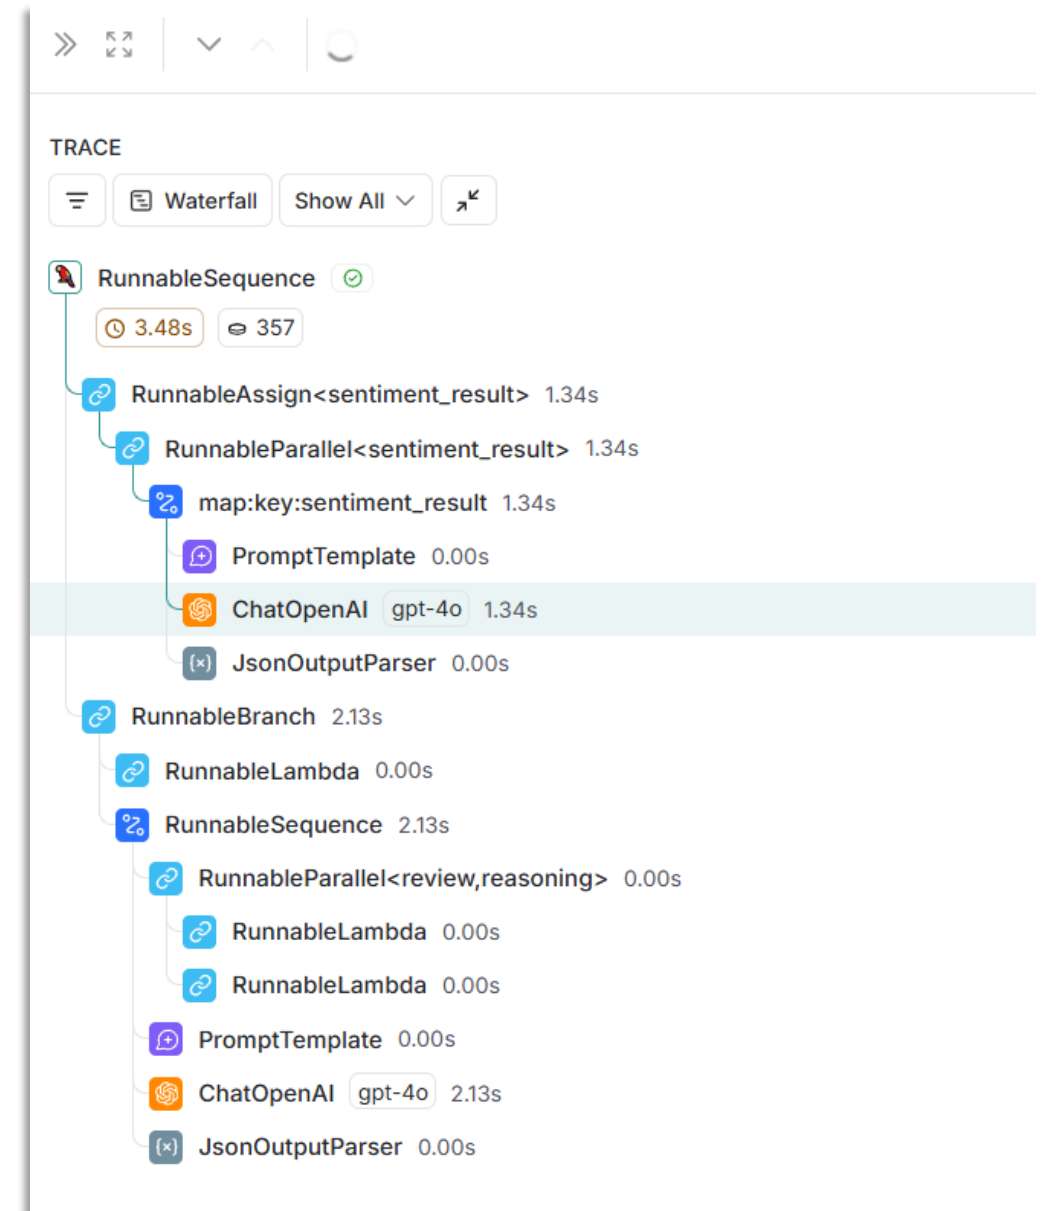 TRACE
Waterfall Show All
RunnableSequence
3.48s 357
RunnableAssign<sentiment_result> 1.34s
RunnableParallel<sentiment_result> 1.34s
map:key:sentiment_result 1.34s
PromptTemplate 0.00s
ChatOpenAI gpt-4o 1.34s
JsonOutputParser 0.00s
RunnableBranch 2.13s
RunnableLambda 0.00s
RunnableSequence 2.13s
RunnableParallel<review,reasoning> 0.00s
RunnableLambda 0.00s
RunnableLambda 0.00s
PromptTemplate 0.00s
ChatOpenAI gpt-4o 2.13s
JsonOutputParser 0.00s